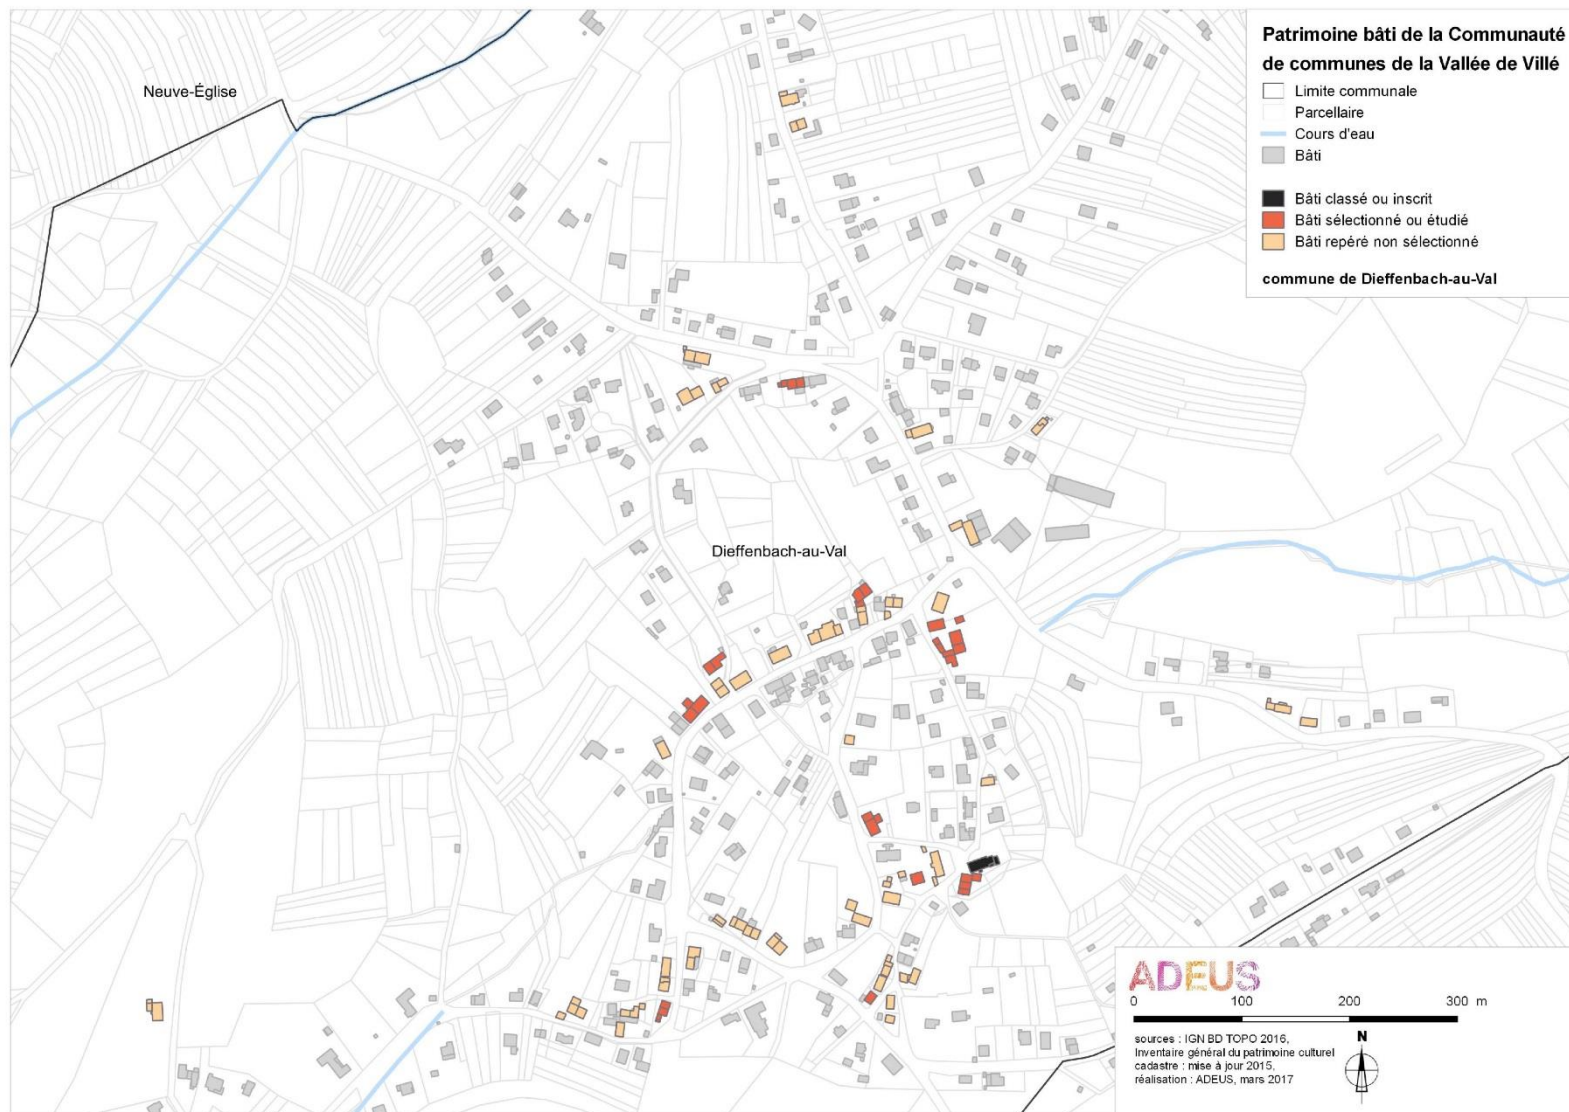 Patrimoine bâti de la Communauté
de communes de la Vallée de Villé
Limite communale
Parcellaire
Cours d'eau
Bâti
Bâti classé ou inscrit
Bâti sélectionné ou étudié
Bâti repéré non sélectionné
commune de Dieffenbach-au-Val
Neuve-Église
Dieffenbach-au-Val
ADEUS
0 100 200 300 m
sources : IGN BD TOPO 2016,
Inventaire général du patrimoine culturel
cadastre : mise à jour 2015,
réalisation : ADEUS, mars 2017
N